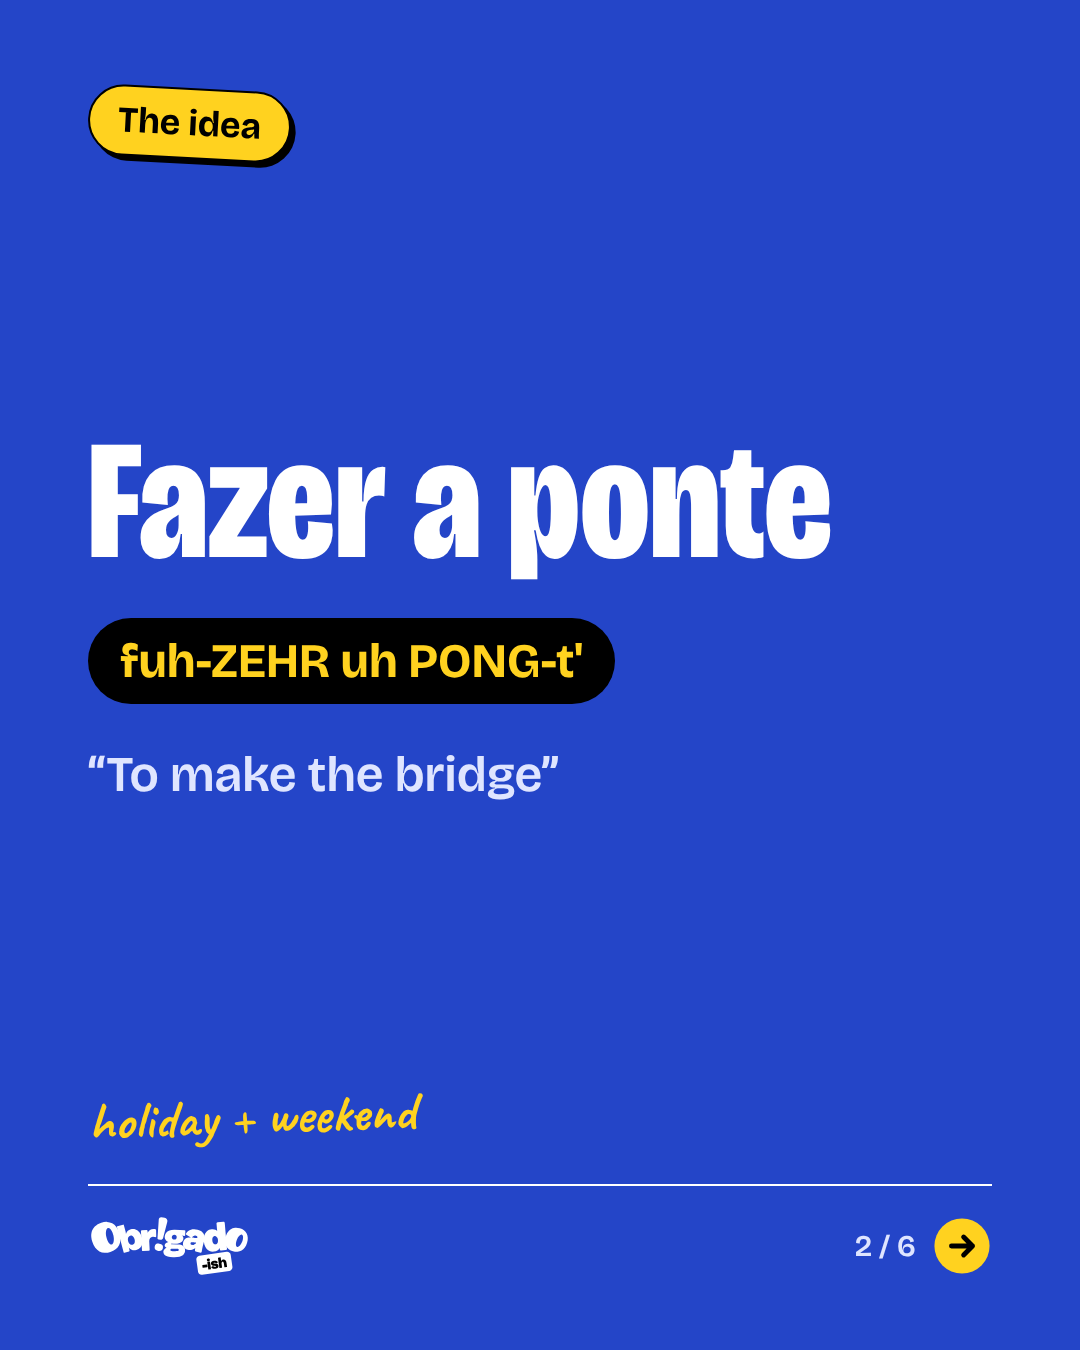 The idea
Fazer a ponte
fuh-ZEHR uh PONG-t'
“To make the bridge”
holiday + weekend
Obr!gado
-ish
2 / 6